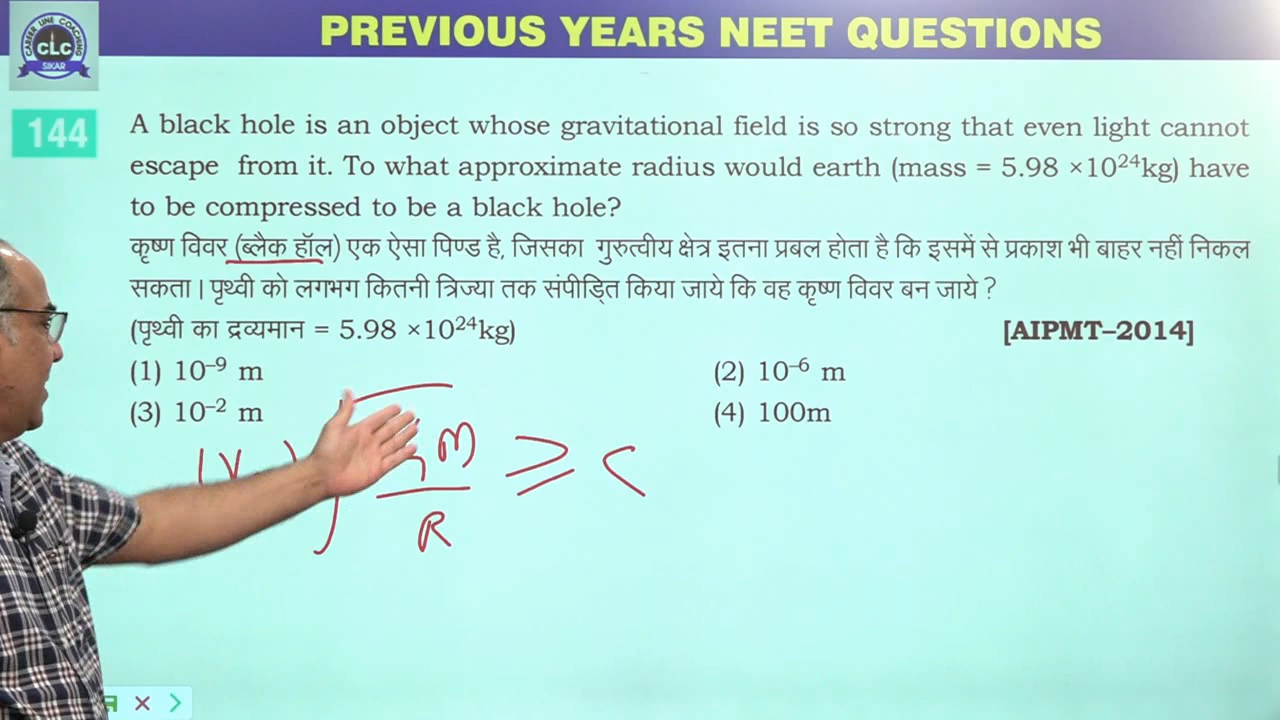 PREVIOUS YEARS NEET QUESTIONS
CAREER LINE COACHING
CLC
SIKAR
144
A black hole is an object whose gravitational field is so strong that even light cannot
escape from it. To what approximate radius would earth (mass = 5.98 ×10²⁴kg) have
to be compressed to be a black hole?
कृष्ण विवर (ब्लैक हॉल) एक ऐसा पिण्ड है, जिसका गुरुत्वीय क्षेत्र इतना प्रबल होता है कि इसमें से प्रकाश भी बाहर नहीं निकल
सकता। पृथ्वी को लगभग कितनी त्रिज्या तक संपीड़ित किया जाये कि वह कृष्ण विवर बन जाये ?
(पृथ्वी का द्रव्यमान = 5.98 ×10²⁴kg) [AIPMT–2014]
(1) 10⁻⁹ m (2) 10⁻⁶ m
(3) 10⁻² m (4) 100m
M ≥ C
R